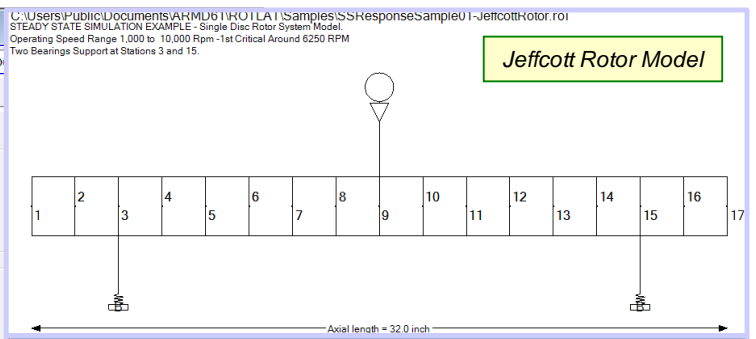 C:\Users\Public\Documents\ARMD61\ROTLAT\Samples\SSResponseSample01-JeffcottRotor.rol
STEADY STATE SIMULATION EXAMPLE - Single Disc Rotor System Model.
Operating Speed Range 1,000 to 10,000 Rpm -1st Critical Around 6250 RPM
Two Bearings Support at Stations 3 and 15.
Jeffcott Rotor Model
2 4 6 8 10 12 14 16
1 3 5 7 9 11 13 15 17
Axial length = 32.0 inch